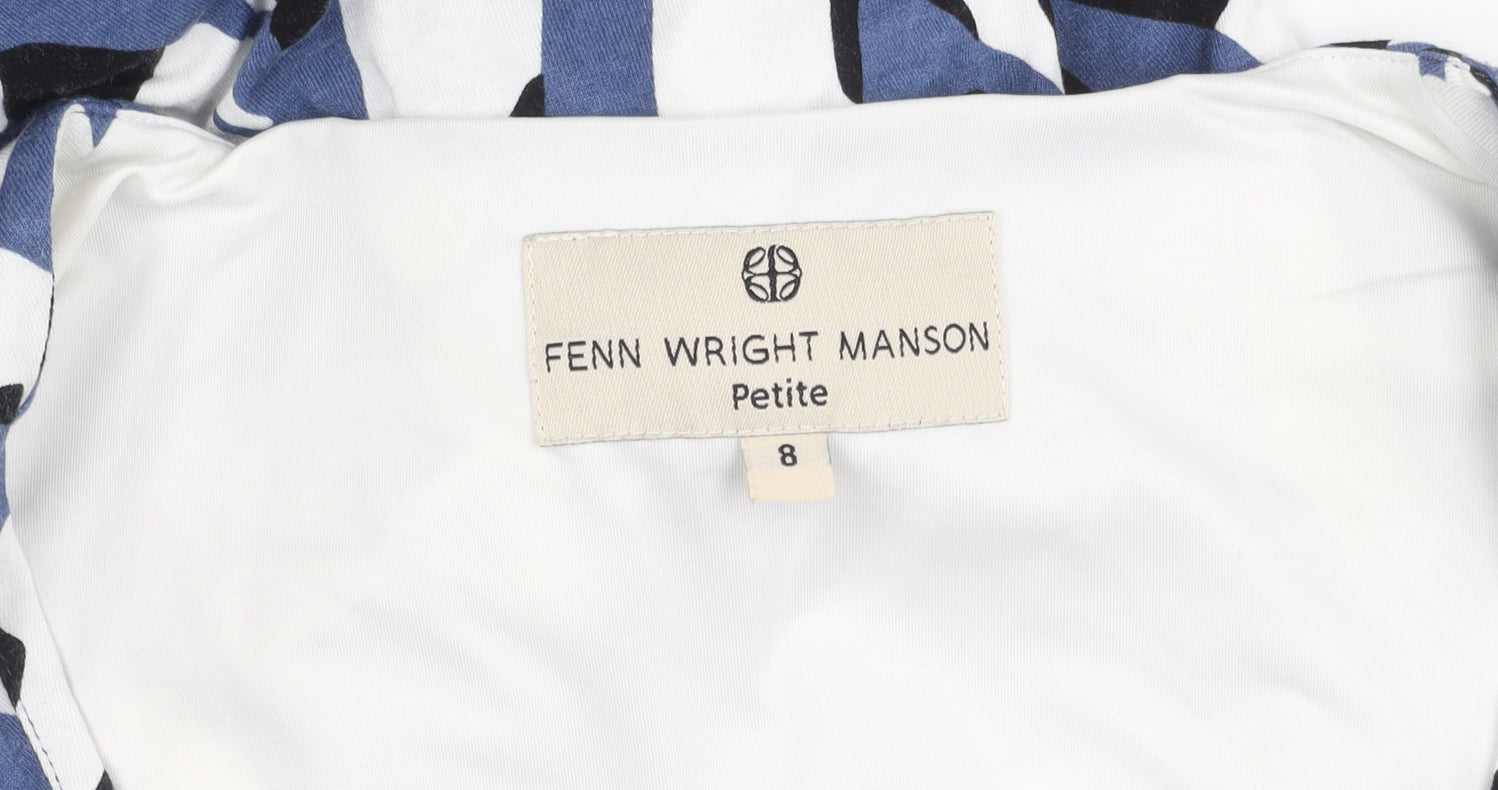 FENN WRIGHT MANSON
Petite
8